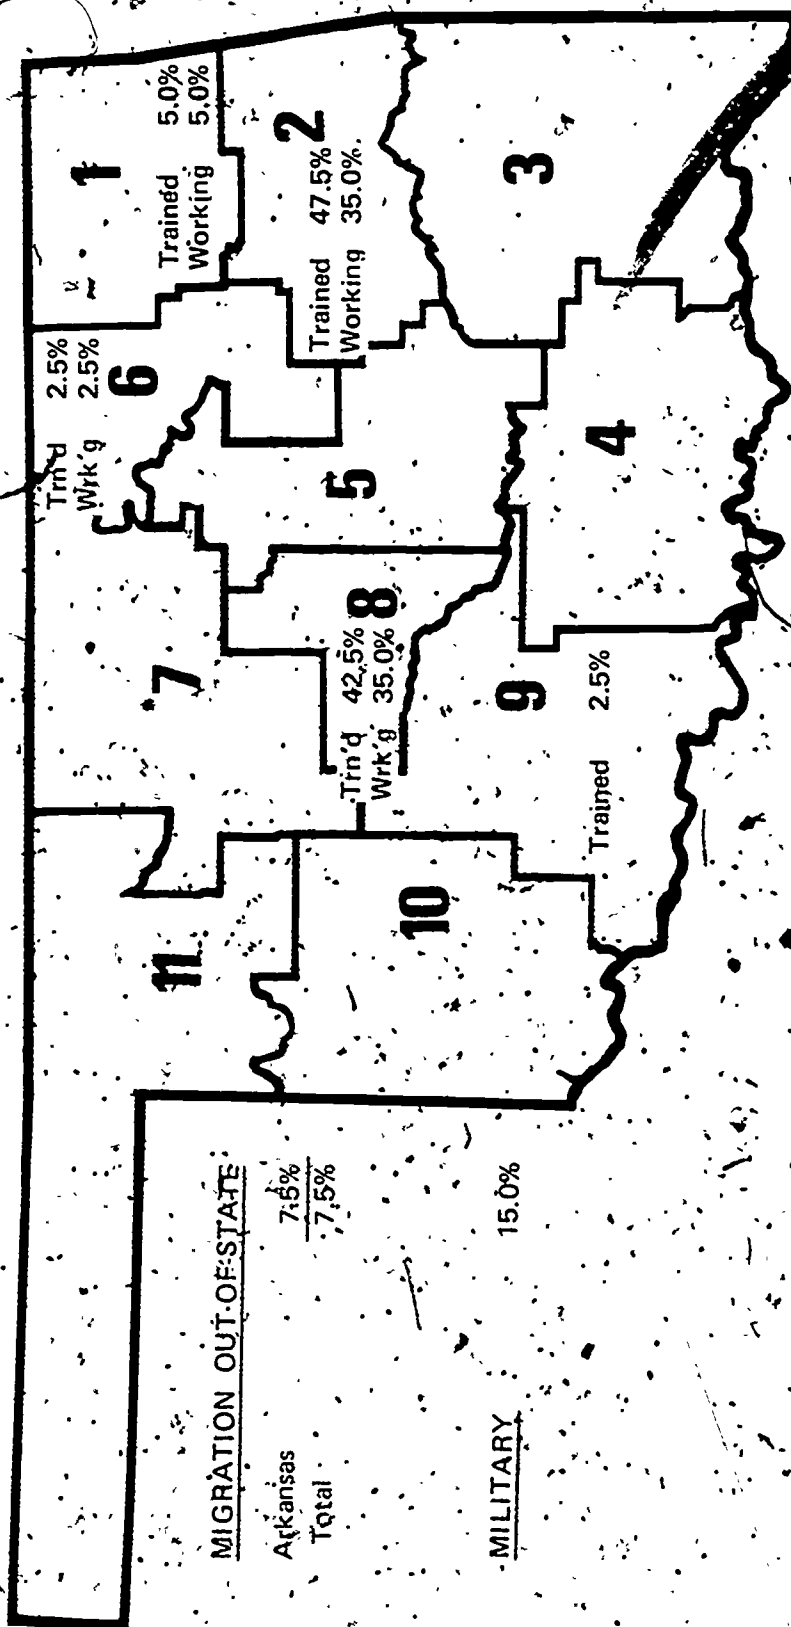 1
Trained 5.0%
Working 5.0%
2
Trained 47.5%
Working 35.0%
3
4
5
6
Trn'd 2.5%
Wrk'g 2.5%
*7
8
Trn'd 42.5%
Wrk'g 35.0%
9
Trained 2.5%
10
11
MIGRATION OUT-OF-STATE
Arkansas 7.5%
Total 7.5%
MILITARY 15.0%